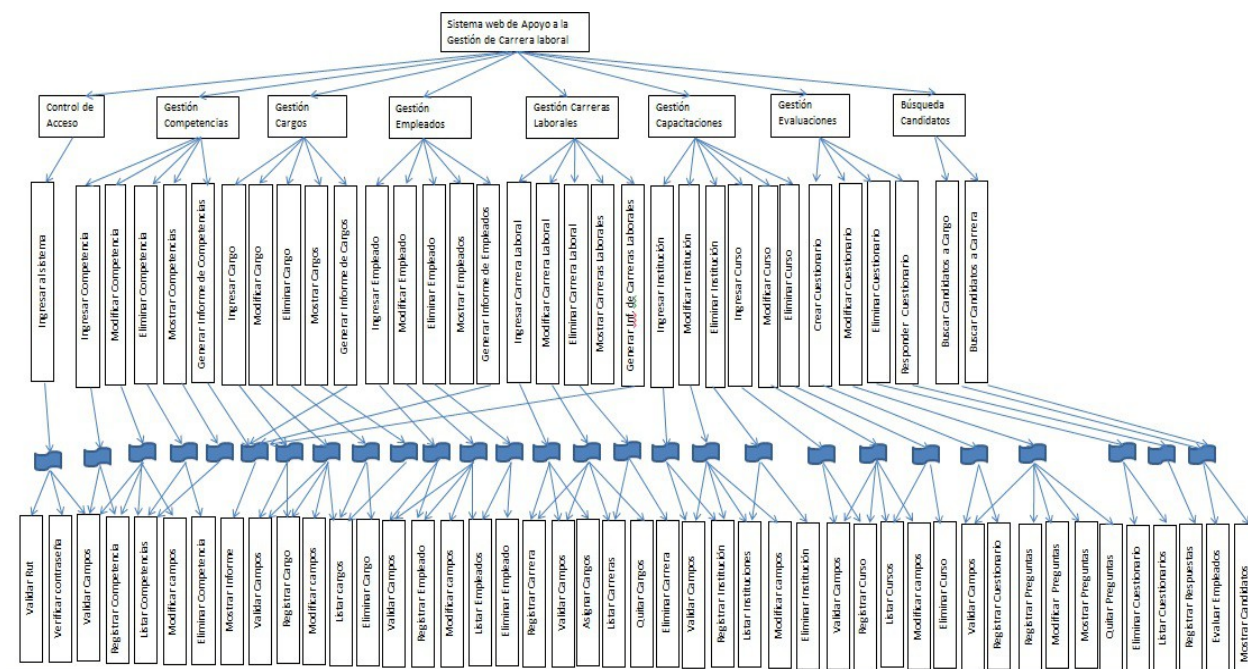 Sistema web de Apoyo a la
Gestión de Carrera laboral
Control de
Acceso
Gestión
Competencias
Gestión
Cargos
Gestión
Empleados
Gestión Carreras
Laborales
Gestión
Capacitaciones
Gestión
Evaluaciones
Búsqueda
Candidatos
Ingresar al sistema
Ingresar Competencia
Modificar Competencia
Eliminar Competencia
Mostrar Competencias
Generar Informe de Competencias
Ingresar Cargo
Modificar Cargo
Eliminar Cargo
Mostrar Cargos
Generar Informe de Cargos
Ingresar Empleado
Modificar Empleado
Eliminar Empleado
Mostrar Empleados
Generar Informe de Empleados
Ingresar Carrera Laboral
Modificar Carrera Laboral
Eliminar Carrera Laboral
Mostrar Carreras Laborales
Generar Inf. de Carreras Laborales
Ingresar Institución
Modificar Institución
Eliminar Institución
Ingresar Curso
Modificar Curso
Eliminar Curso
Crear Cuestionario
Modificar Cuestionario
Eliminar Cuestionario
Responder Cuestionario
Buscar Candidatos a Cargo
Buscar Candidatos a Carrera
Validar Rut
Verificar contraseña
Validar Campos
Registrar Competencia
Listar Competencias
Modificar campos
Eliminar Competencia
Mostrar Informe
Validar Campos
Registrar Cargo
Modificar campos
Listar cargos
Eliminar Cargo
Validar Campos
Registrar Empleado
Modificar campos
Listar Empleados
Eliminar Empleado
Registrar Carrera
Validar Campos
Asignar Cargos
Listar Carreras
Quitar Cargos
Eliminar Carrera
Validar Campos
Registrar Institución
Listar Instituciones
Modificar campos
Eliminar Institución
Validar Campos
Registrar Curso
Listar Cursos
Modificar campos
Eliminar Curso
Validar Campos
Registrar Cuestionario
Registrar Preguntas
Modificar Preguntas
Mostrar Preguntas
Quitar Preguntas
Eliminar Cuestionario
Listar Cuestionarios
Registrar Respuestas
Evaluar Empleados
Mostrar Candidatos